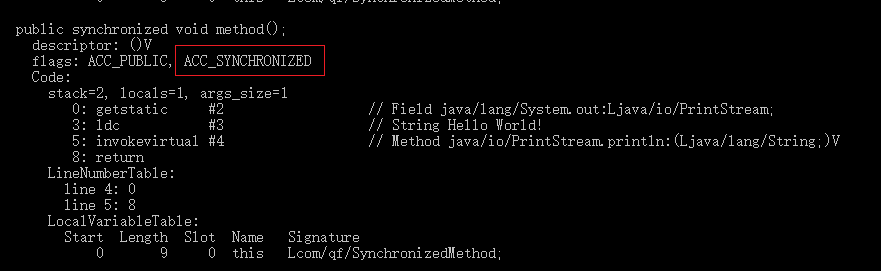 public synchronized void method();
descriptor: ()V
flags: ACC_PUBLIC, ACC_SYNCHRONIZED
Code:
stack=2, locals=1, args_size=1
0: getstatic #2 // Field java/lang/System.out:Ljava/io/PrintStream;
3: ldc #3 // String Hello World!
5: invokevirtual #4 // Method java/io/PrintStream.println:(Ljava/lang/String;)V
8: return
LineNumberTable:
line 4: 0
line 5: 8
LocalVariableTable:
Start Length Slot Name Signature
0 9 0 this Lcom/qf/SynchronizedMethod;